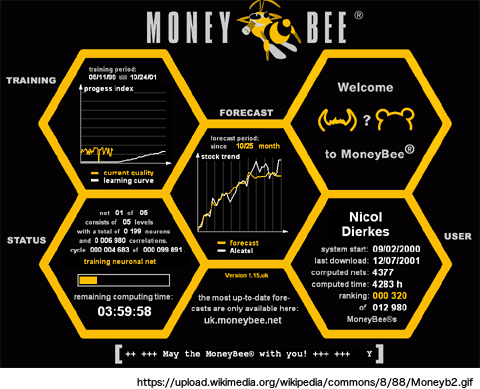 MONEY BEE®
TRAINING
training period:
05/11/99 till 10/24/01
progess index
current quality
learning curve
FORECAST
forecast period:
since 10/25 month
stock trend
forecast
Alcatel
Welcome
?
to MoneyBee®
STATUS
net 01 of 05
consists of 05 levels
with a total of 0 199 neurons
and 0 006 980 correlations.
cycle 000 004 683 of 000 099 891
training neuronal net
remaining computing time:
03:59:58
Version 1.15.uk
the most up-to-date fore-
casts are only available here:
uk.moneybee.net
USER
Nicol
Dierkes
system start: 09/02/2000
last download: 12/07/2001
computed nets: 4377
computed time: 4283 h
ranking: 000 320
of 012 980
MoneyBee®s
[ ++ +++ May the MoneyBee® with you! +++ +++ Y ]
https://upload.wikimedia.org/wikipedia/commons/8/88/Moneyb2.gif